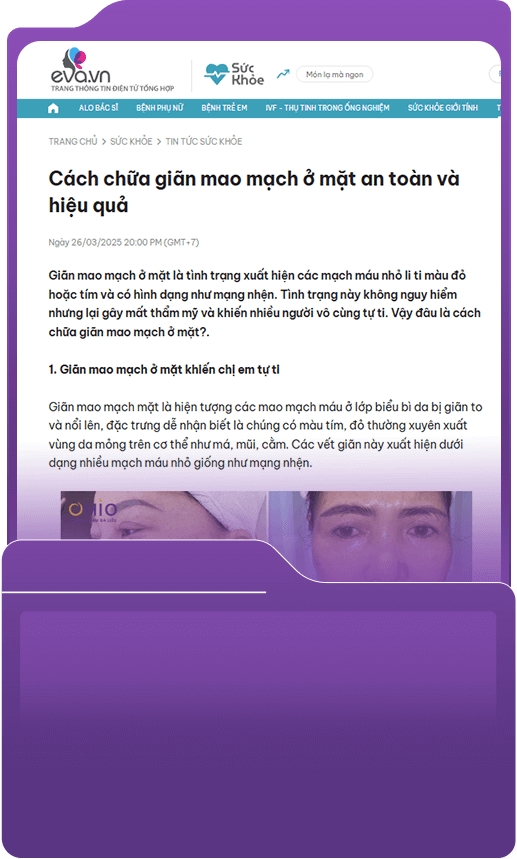 eva.vn
TRANG THÔNG TIN ĐIỆN TỬ TỔNG HỢP
Sức Khỏe
Món lạ mà ngon
ALO BÁC SĨ BỆNH PHỤ NỮ BỆNH TRẺ EM IVF - THỤ TINH TRONG ỐNG NGHIỆM SỨC KHỎE GIỚI TÍNH
TRANG CHỦ > SỨC KHỎE > TIN TỨC SỨC KHỎE
Cách chữa giãn mao mạch ở mặt an toàn và
hiệu quả
Ngày 26/03/2025 20:00 PM (GMT+7)
Giãn mao mạch ở mặt là tình trạng xuất hiện các mạch máu nhỏ li ti màu đỏ
hoặc tím và có hình dạng như mạng nhện. Tình trạng này không nguy hiểm
nhưng lại gây mất thẩm mỹ và khiến nhiều người vô cùng tự ti. Vậy đâu là cách
chữa giãn mao mạch ở mặt?.
1. Giãn mao mạch ở mặt khiến chị em tự ti
Giãn mao mạch mặt là hiện tượng các mao mạch máu ở lớp biểu bì da bị giãn to
và nổi lên, đặc trưng dễ nhận biết là chúng có màu tím, đỏ thường xuyên xuất
vùng da mỏng trên cơ thể như má, mũi, cằm. Các vết giãn này xuất hiện dưới
dạng nhiều mạch máu nhỏ giống như mạng nhện.